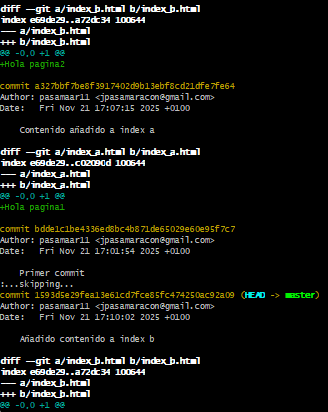 diff --git a/index_b.html b/index_b.html
index e69de29..a72dc34 100644
--- a/index_b.html
+++ b/index_b.html
@@ -0,0 +1 @@
+Hola pagina2
commit a327bbf7be8f3917402d9b13ebf8cd21dfe7fe64
Author: pasamaar11 <jpasamaracon@gmail.com>
Date:   Fri Nov 21 17:07:15 2025 +0100
Contenido añadido a index a
diff --git a/index_a.html b/index_a.html
index e69de29..c02090d 100644
--- a/index_a.html
+++ b/index_a.html
@@ -0,0 +1 @@
+Hola pagina1
commit bdde1c1be4336ed8bc4b871de65029e60e95f7c7
Author: pasamaar11 <jpasamaracon@gmail.com>
Date:   Fri Nov 21 17:01:54 2025 +0100
Primer commit
:...skipping...
commit 1593d5e29fea13e61cd7fce85fc474250ac92a09 (HEAD -> master)
Author: pasamaar11 <jpasamaracon@gmail.com>
Date:   Fri Nov 21 17:10:02 2025 +0100
Añadido contenido a index b
diff --git a/index_b.html b/index_b.html
index e69de29..a72dc34 100644
--- a/index_b.html
+++ b/index_b.html
@@ -0,0 +1 @@